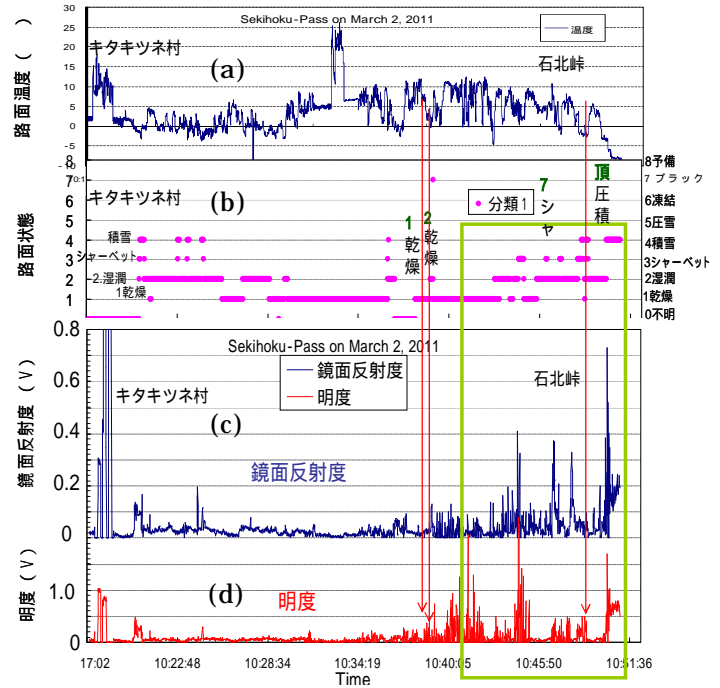 Sekihoku-Pass on March 2, 2011
温度
路面温度( )
30
25
20
15
10
5
0
-5
-10
キタキツネ村
(a)
石北峠
8
7
6
5
4
3
2
1
路面状態
キタキツネ村
(b)
分類1
積雪
シャーベット
2.湿潤
1乾燥
1乾燥
2乾燥
7シャ
頂圧積
8予備
7ブラック
6凍結
5圧雪
4積雪
3シャーベット
2湿潤
1乾燥
0不明
Sekihoku-Pass on March 2, 2011
鏡面反射度
明度
鏡面反射度(V)
0.8
0.6
0.4
0.2
0
キタキツネ村
(c)
石北峠
鏡面反射度
明度(V)
1.0
0
(d)
明度
17:02
10:22:48
10:28:34
10:34:19
10:40:05
10:45:50
10:51:36
Time